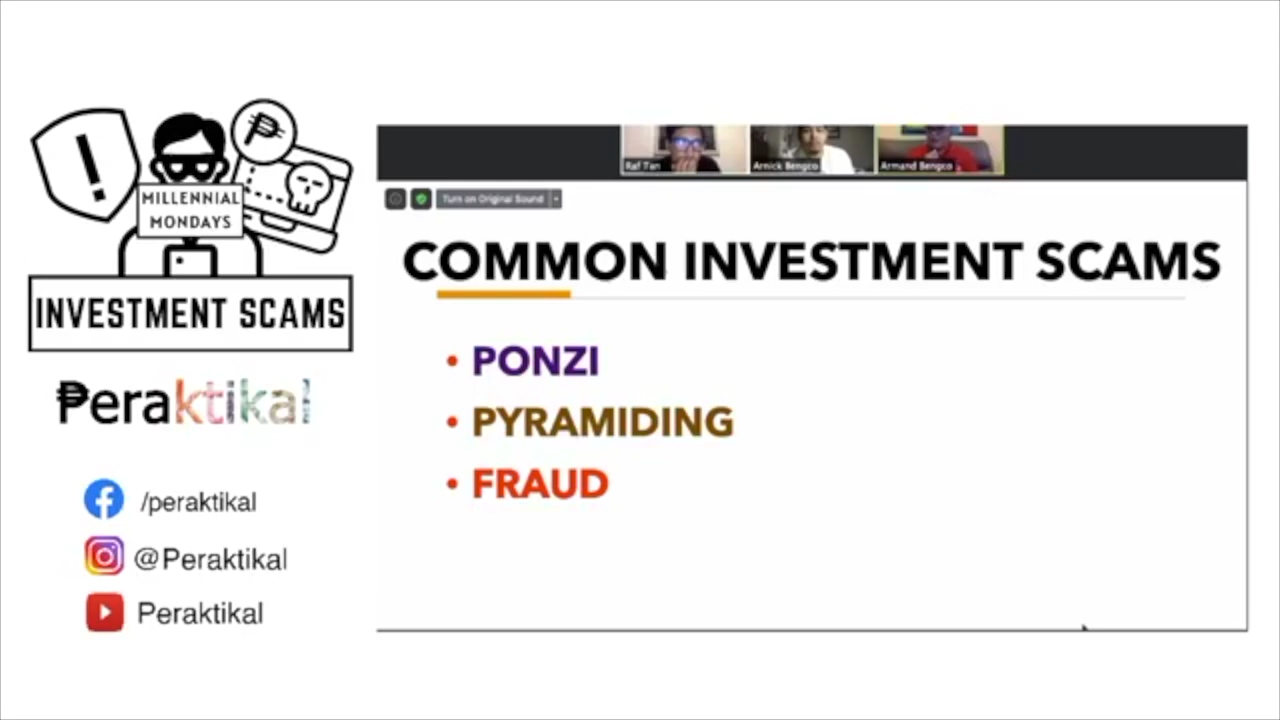 MILLENNIAL
MONDAYS
INVESTMENT SCAMS
₱eraktikal
/peraktikal
@Peraktikal
Peraktikal
Raf Tan
Arnick Bengco
Armand Bengco
Turn on Original Sound
COMMON INVESTMENT SCAMS
• PONZI
• PYRAMIDING
• FRAUD